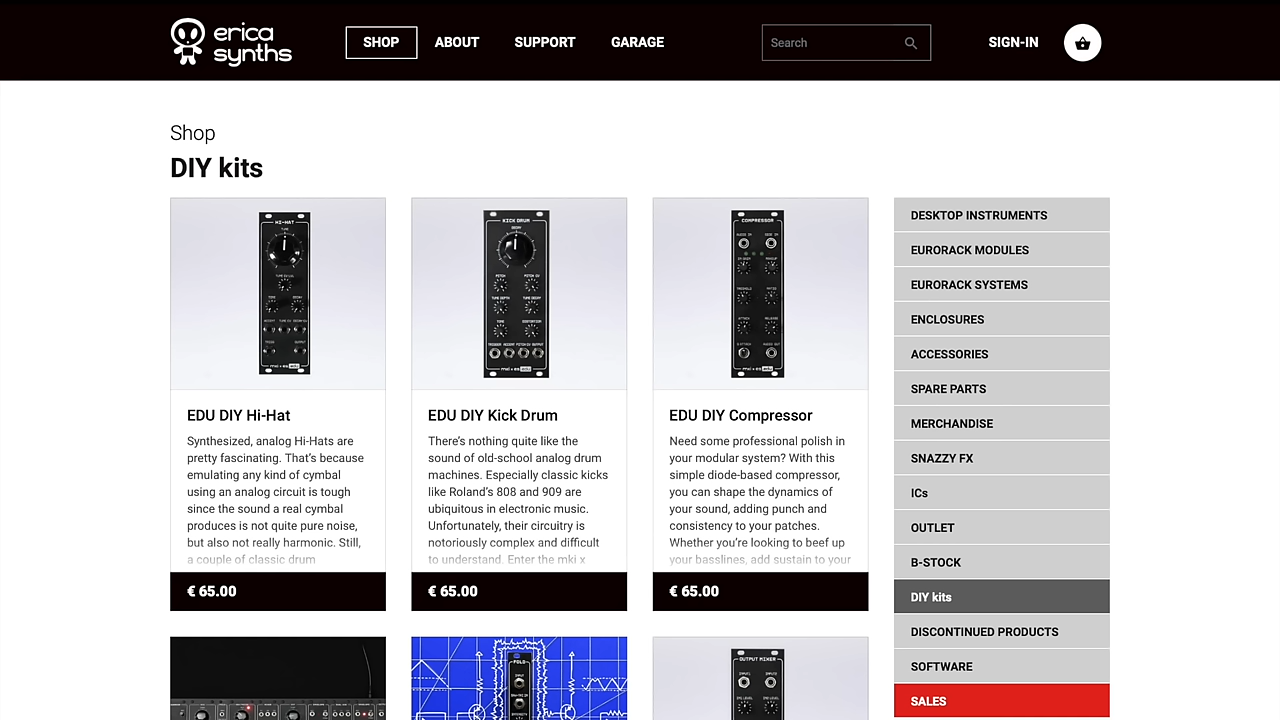 erica
synths
SHOP
ABOUT
SUPPORT
GARAGE
Search
SIGN-IN
Shop
DIY kits
HI-HAT
KICK DRUM
COMPRESSOR
EDU DIY Hi-Hat
Synthesized, analog Hi-Hats are
pretty fascinating. That's because
emulating any kind of cymbal
using an analog circuit is tough
since the sound a real cymbal
produces is not quite pure noise,
but also not really harmonic. Still,
a couple of classic drum
€ 65.00
EDU DIY Kick Drum
There's nothing quite like the
sound of old-school analog drum
machines. Especially classic kicks
like Roland's 808 and 909 are
ubiquitous in electronic music.
Unfortunately, their circuitry is
notoriously complex and difficult
to understand. Enter the mki x
€ 65.00
EDU DIY Compressor
Need some professional polish in
your modular system? With this
simple diode-based compressor,
you can shape the dynamics of
your sound, adding punch and
consistency to your patches.
Whether you're looking to beef up
your basslines, add sustain to your
€ 65.00
FOLD
OUTPUT MIXER
DESKTOP INSTRUMENTS
EURORACK MODULES
EURORACK SYSTEMS
ENCLOSURES
ACCESSORIES
SPARE PARTS
MERCHANDISE
SNAZZY FX
ICs
OUTLET
B-STOCK
DIY kits
DISCONTINUED PRODUCTS
SOFTWARE
SALES